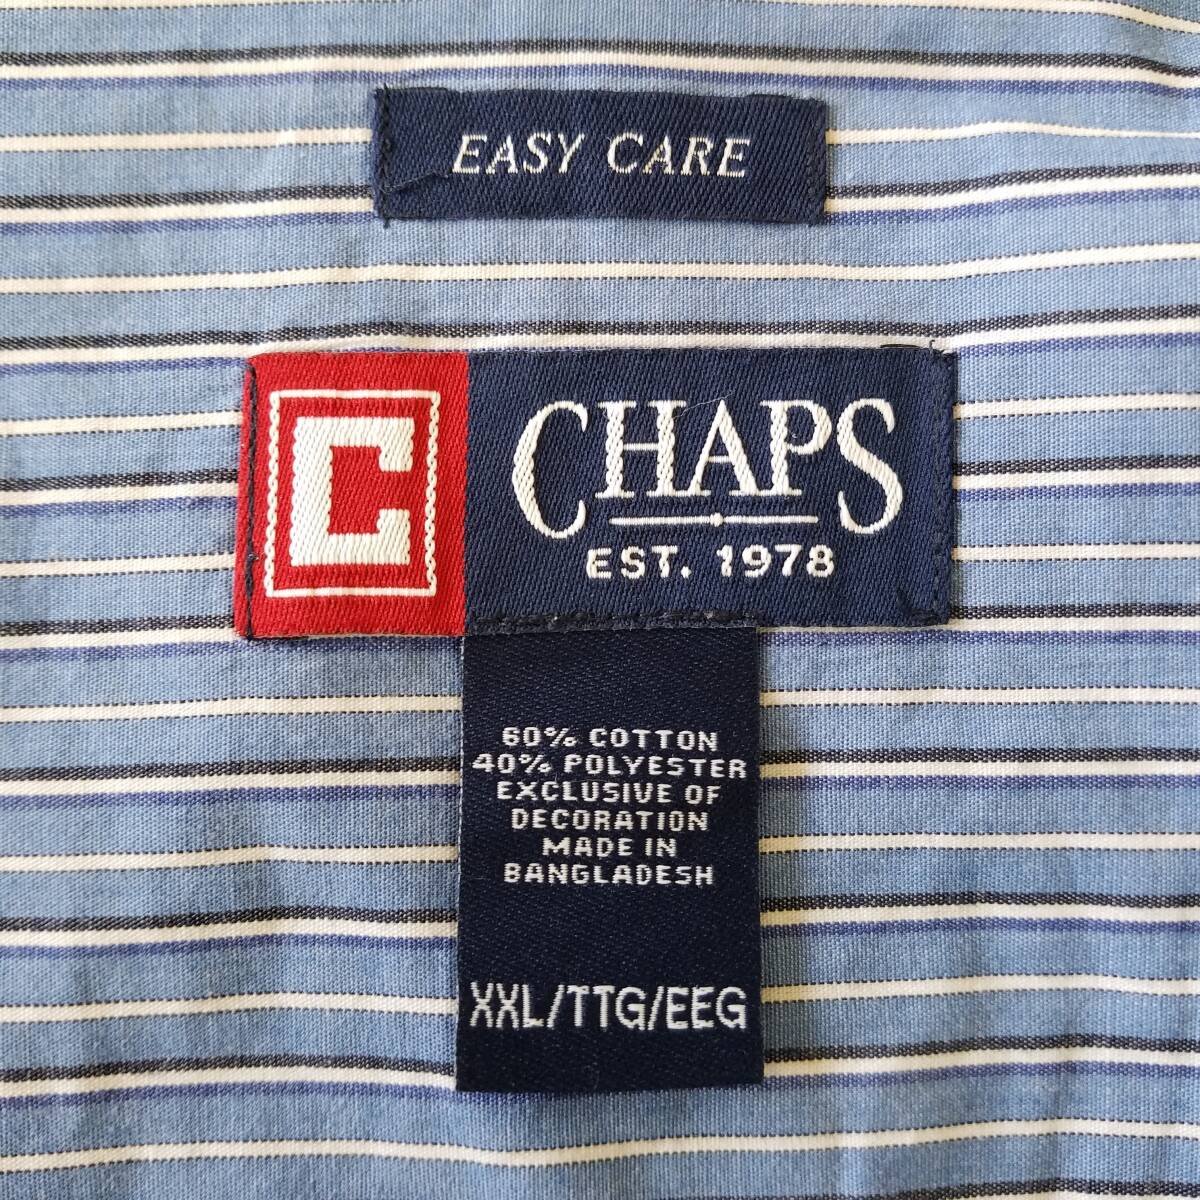 EASY CARE
C
CHAPS
EST. 1978
60% COTTON
40% POLYESTER
EXCLUSIVE OF
DECORATION
MADE IN
BANGLADESH
XXL/TTG/EEG